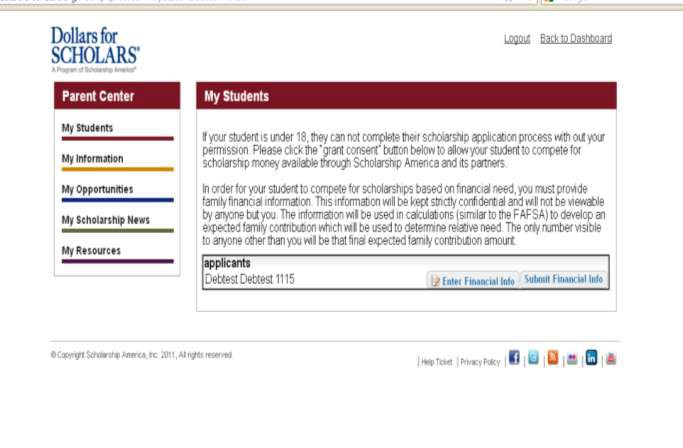 Dollars for
SCHOLARS®
A Program of Scholarship America®
Logout Back to Dashboard
Parent Center
My Students
My Information
My Opportunities
My Scholarship News
My Resources
My Students
If your student is under 18, they can not complete their scholarship application process with out your
permission. Please click the "grant consent" button below to allow your student to compete for
scholarship money available through Scholarship America and its partners.
In order for your student to compete for scholarships based on financial need, you must provide
family financial information. This information will be kept strictly confidential and will not be viewable
by anyone but you. The information will be used in calculations (similar to the FAFSA) to develop an
expected family contribution which will be used to determine relative need. The only number visible
to anyone other than you will be that final expected family contribution amount.
applicants
Debtest Debtest 1115 Enter Financial Info Submit Financial Info
© Copyright Scholarship America, Inc. 2011, All rights reserved.
| Help Ticket | Privacy Policy